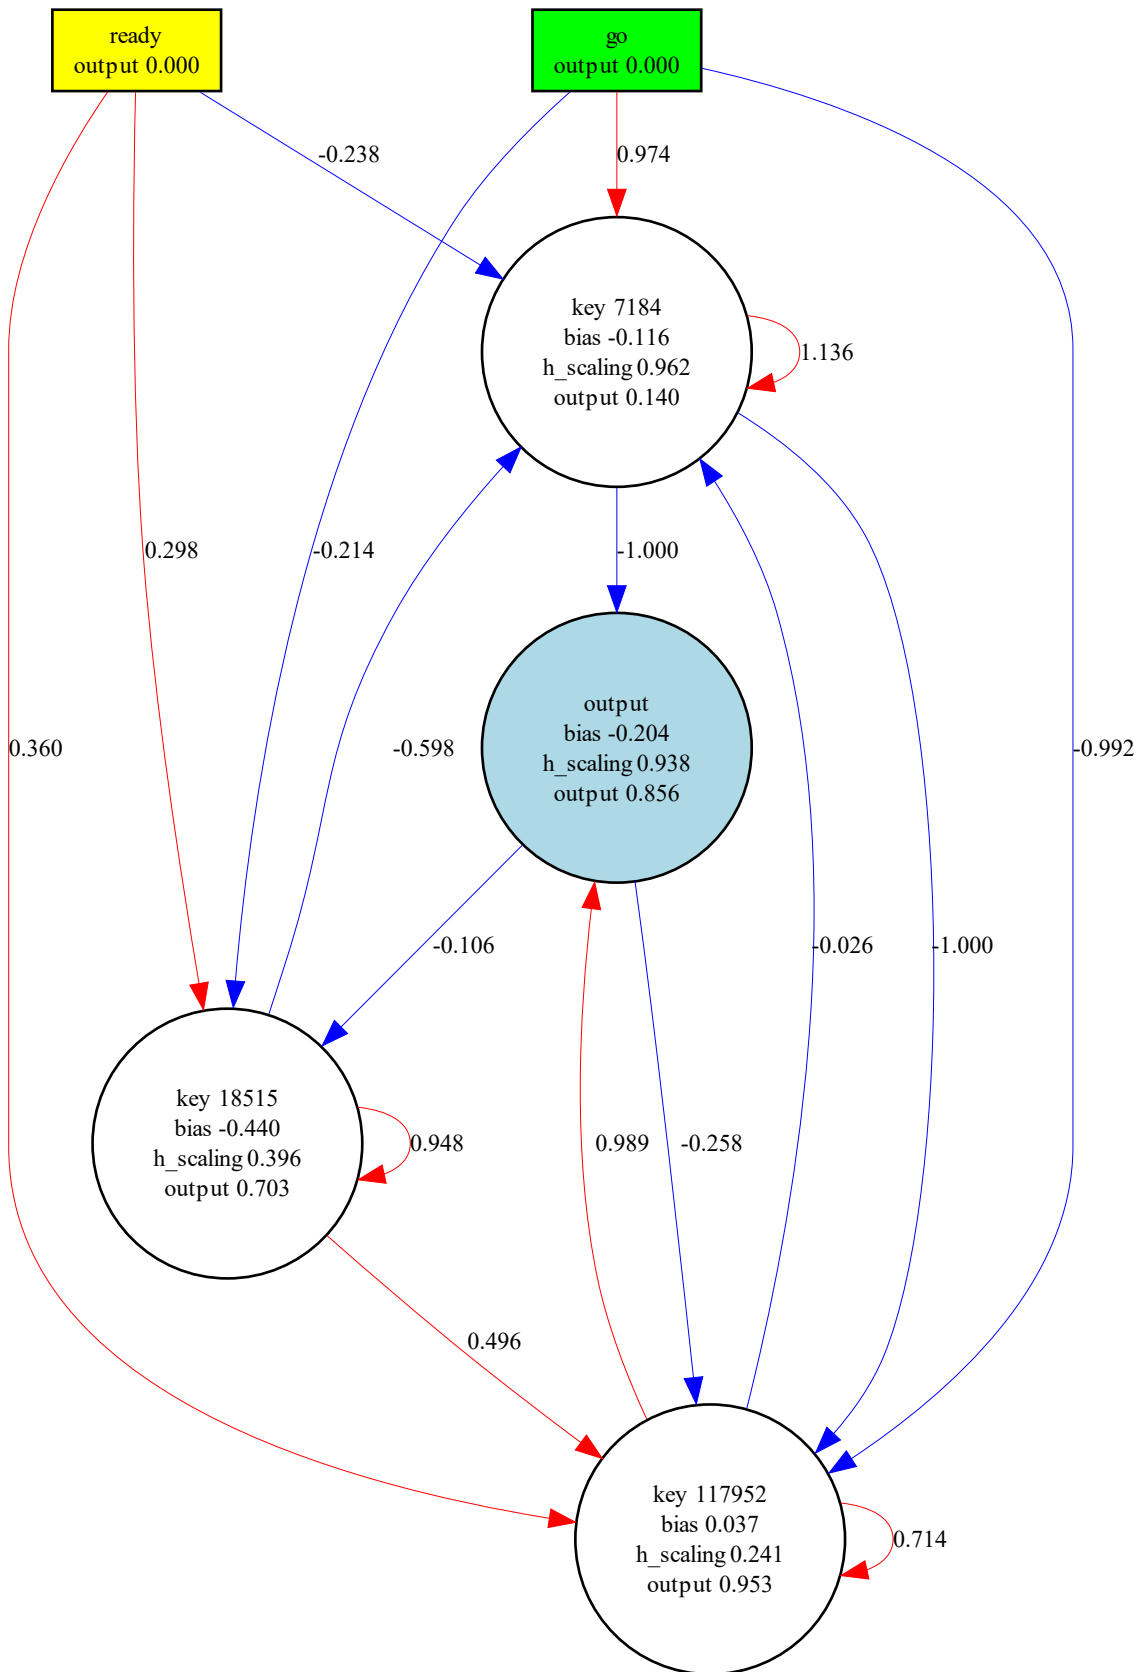 ready
output 0.000
go
output 0.000
-0.238
0.974
key 7184
bias -0.116
h_scaling 0.962
output 0.140
1.136
0.298
-0.214
-1.000
output
bias -0.204
h_scaling 0.938
output 0.856
0.360
-0.598
-0.992
-0.106
-0.026
-1.000
key 18515
bias -0.440
h_scaling 0.396
output 0.703
0.948
0.989
-0.258
0.496
key 117952
bias 0.037
h_scaling 0.241
output 0.953
0.714